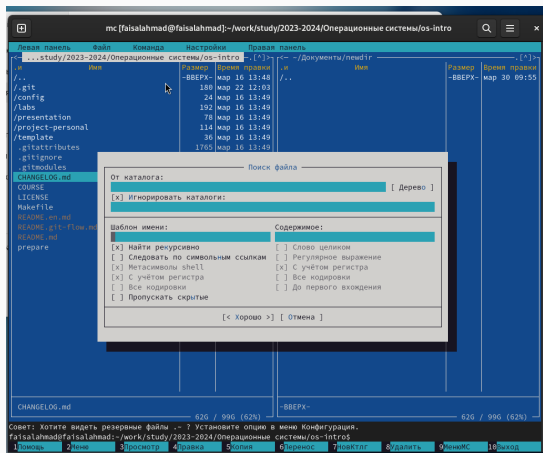 mc [faisalahmad@faisalahmad]:~/work/study/2023-2024/Операционные системы/os-intro
Левая панель Файл Команда Настройки Правая панель
<- ...study/2023-2024/Операционные системы/os-intro -.[^]> <- ~/Документы/newdir .[^]>
.и Имя Размер Время правки .и Имя Размер Время правки
/.. -ВВЕРХ- мар 16 13:48 /.. -ВВЕРХ- мар 30 09:55
/.git 180 мар 22 12:03
/config 24 мар 16 13:49
/labs 192 мар 16 13:49
/presentation 78 мар 16 13:49
/project-personal 114 мар 16 13:49
/template 36 мар 16 13:49
.gitattributes 1765 мар 16 13:49
.gitignore
.gitmodules
CHANGELOG.md
COURSE
LICENSE
Makefile
README.en.md
README.git-flow.md
README.md
prepare
Поиск файла
От каталога:
[ Дерево ]
[x] Игнорировать каталоги:
Шаблон имени: Содержимое:
[x] Найти рекурсивно [ ] Слово целиком
[ ] Следовать по символьным ссылкам [ ] Регулярное выражение
[x] Метасимволы shell [x] С учётом регистра
[x] С учётом регистра [ ] Все кодировки
[ ] Все кодировки [ ] До первого вхождения
[ ] Пропускать скрытые
[< Хорошо >] [ Отмена ]
CHANGELOG.md -ВВЕРХ-
62G / 99G (62%) 62G / 99G (62%)
Совет: Хотите видеть резервные файлы .~ ? Установите опцию в меню Конфигурация.
faisalahmad@faisalahmad:~/work/study/2023-2024/Операционные системы/os-intro$
1Помощь 2Меню 3Просмотр 4Правка 5Копия 6Перенос 7НовКтлг 8Удалить 9МенюMC 10Выход